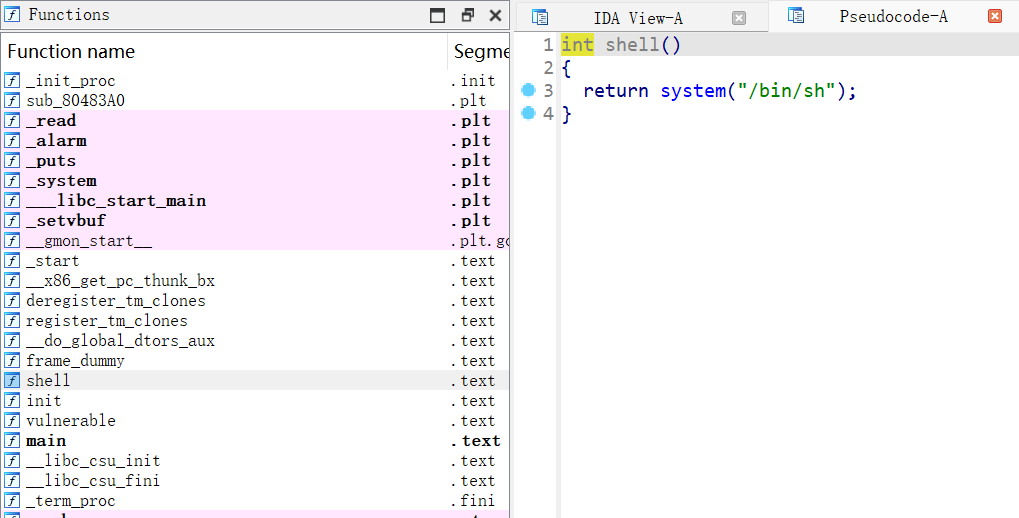 Functions
Function name Segme
_init_proc .init
sub_80483A0 .plt
_read .plt
_alarm .plt
_puts .plt
_system .plt
___libc_start_main .plt
_setvbuf .plt
__gmon_start__ .plt.go
_start .text
__x86_get_pc_thunk_bx .text
deregister_tm_clones .text
register_tm_clones .text
__do_global_dtors_aux .text
frame_dummy .text
shell .text
init .text
vulnerable .text
main .text
__libc_csu_init .text
__libc_csu_fini .text
_term_proc .fini
IDA View-A Pseudocode-A
1 int shell()
2 {
3 return system("/bin/sh");
4 }